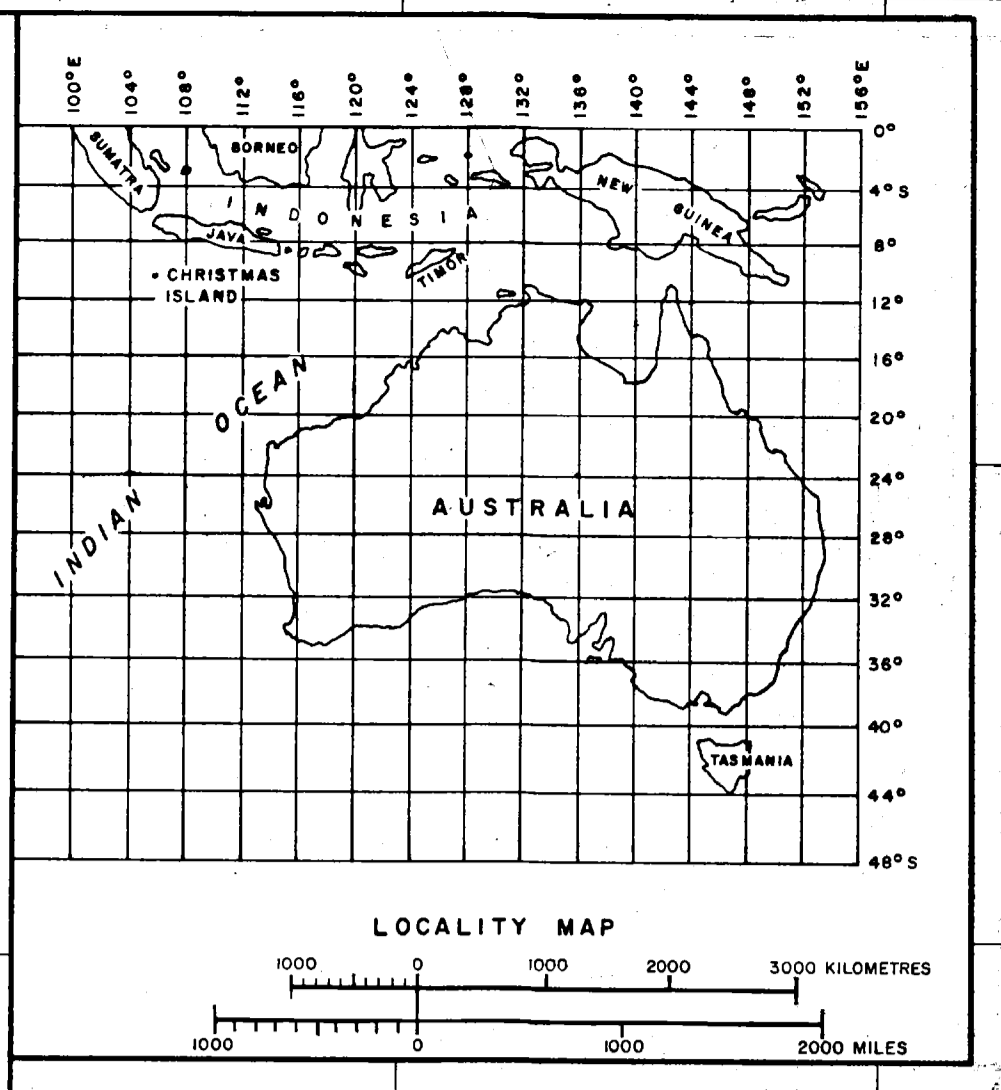 100°E 104° 108° 112° 116° 120° 124° 128° 132° 136° 140° 144° 148° 152° 156°E
0°
SUMATRA
BORNEO
4°S
NEW
GUINEA
INDONESIA
JAVA
8°
TIMOR
CHRISTMAS
ISLAND
12°
16°
OCEAN
20°
24°
INDIAN
AUSTRALIA
28°
32°
36°
40°
TASMANIA
44°
48°S
LOCALITY MAP
1000 0 1000 2000 3000 KILOMETRES
1000 0 1000 2000 MILES